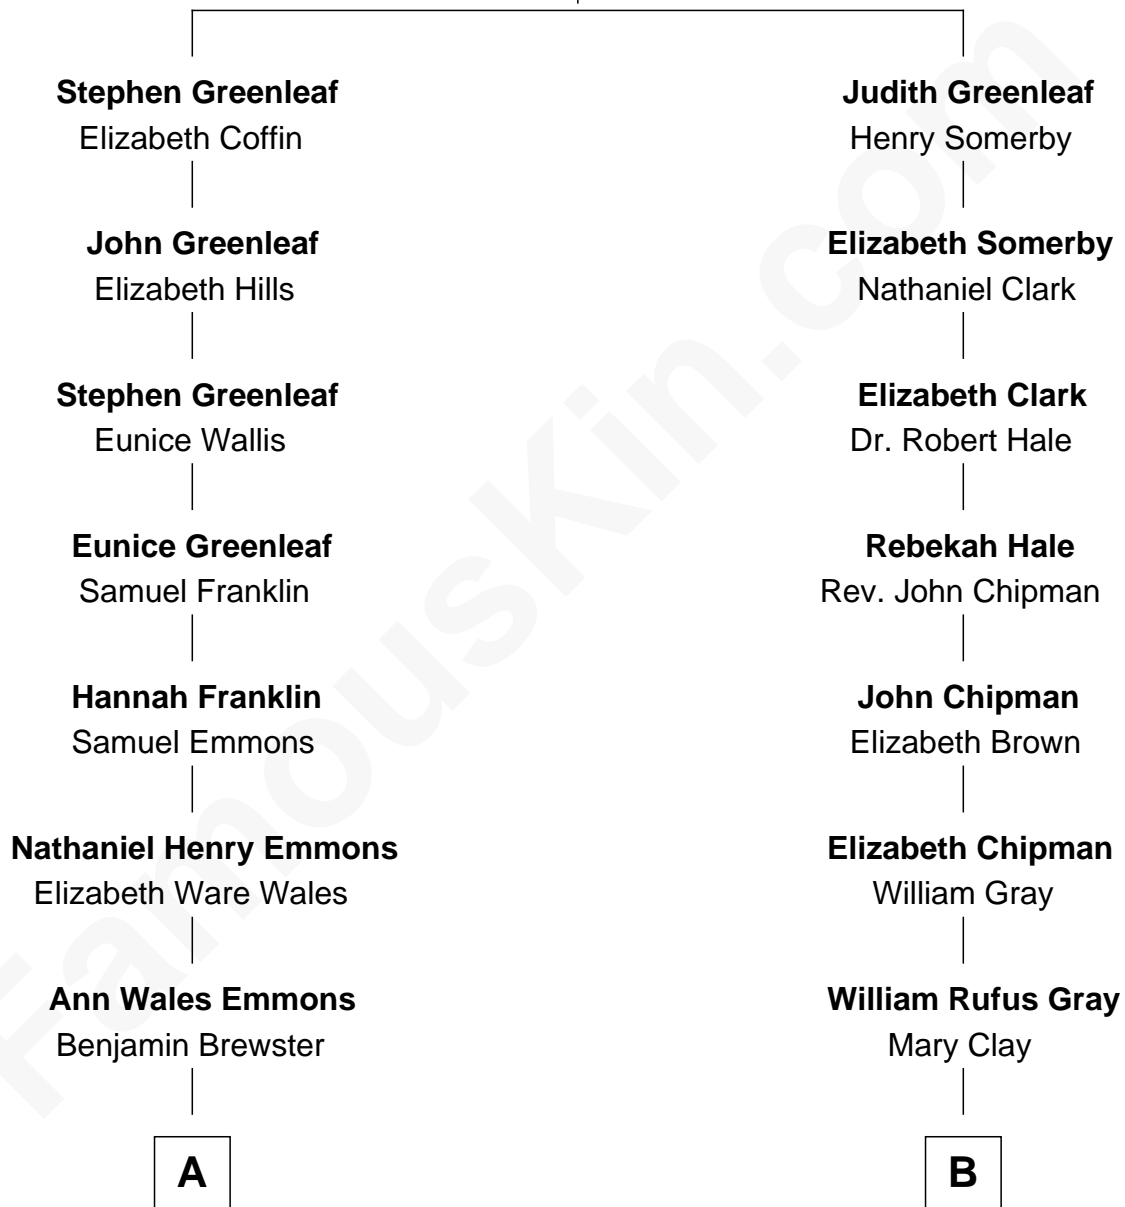 Stephen Greenleaf
Elizabeth Coffin
John Greenleaf
Elizabeth Hills
Stephen Greenleaf
Eunice Wallis
Eunice Greenleaf
Samuel Franklin
Hannah Franklin
Samuel Emmons
Nathaniel Henry Emmons
Elizabeth Ware Wales
Ann Wales Emmons
Benjamin Brewster
A
Judith Greenleaf
Henry Somerby
Elizabeth Somerby
Nathaniel Clark
Elizabeth Clark
Dr. Robert Hale
Rebekah Hale
Rev. John Chipman
John Chipman
Elizabeth Brown
Elizabeth Chipman
William Gray
William Rufus Gray
Mary Clay
B
FamousKin.com